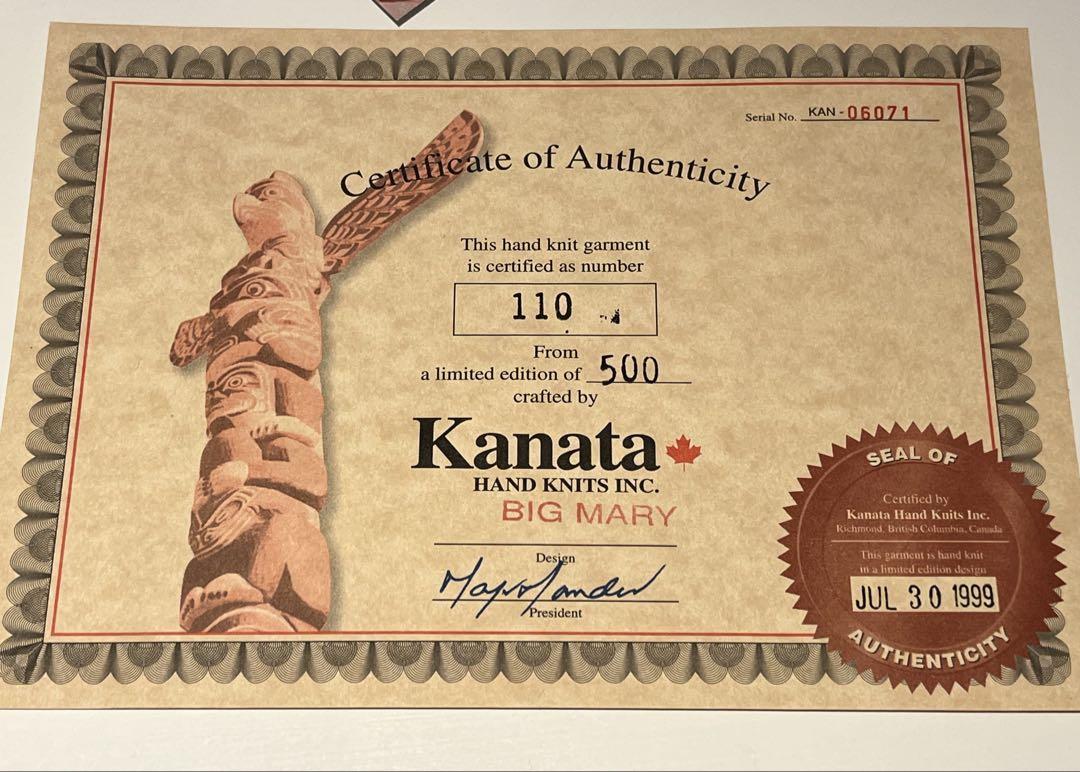 Serial No. KAN - 06071
Certificate of Authenticity
This hand knit garment
is certified as number
110
From
a limited edition of 500
crafted by
Kanata
HAND KNITS INC.
BIG MARY
Design
President
SEAL OF
Certified by
Kanata Hand Knits Inc.
Richmond, British Columbia, Canada
This garment is hand knit
in a limited edition design
JUL 30 1999
AUTHENTICITY